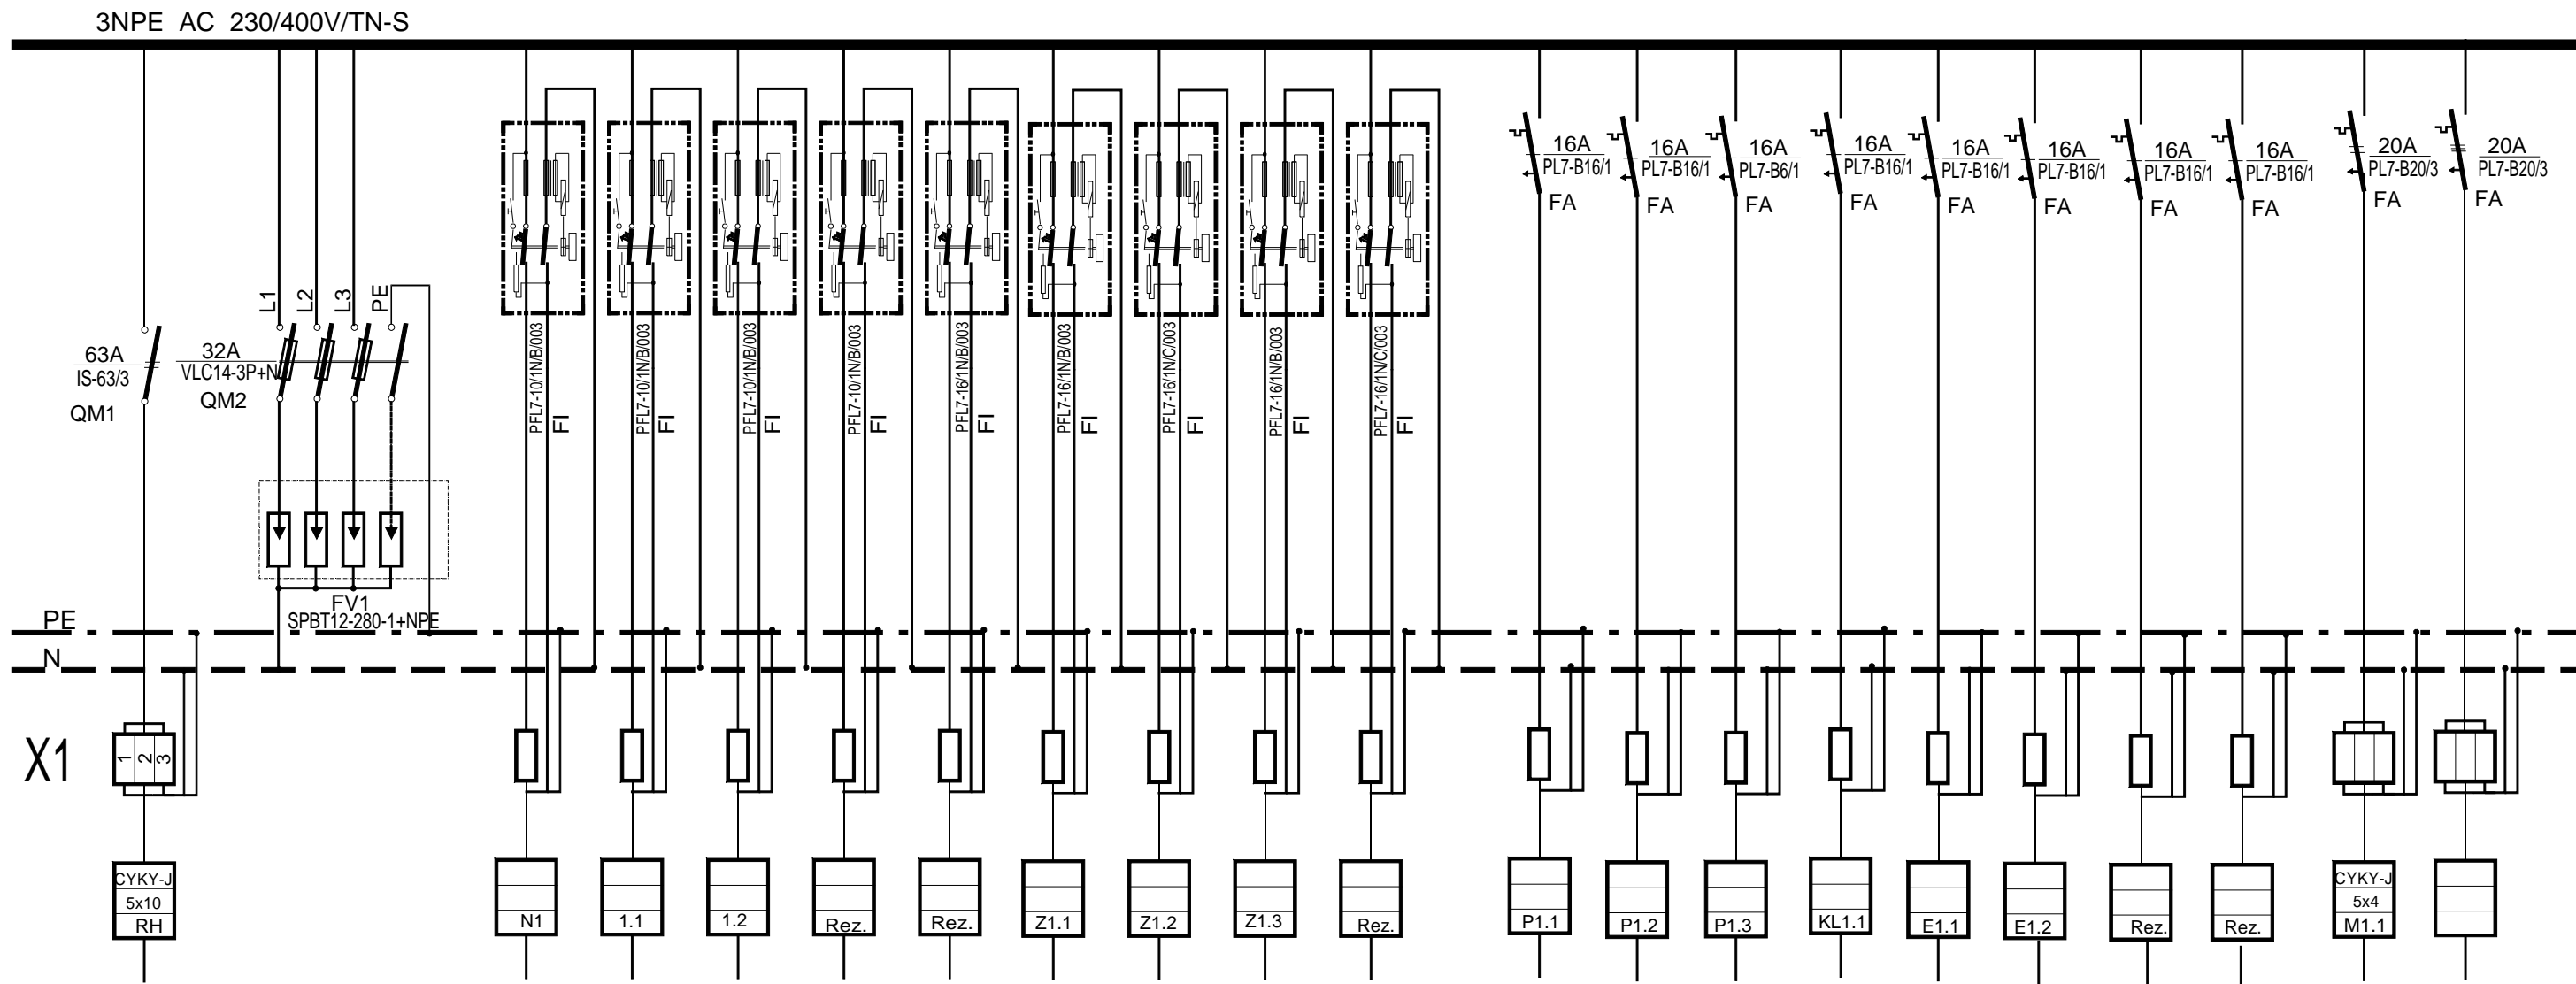 3NPE AC 230/400V/TN-S
63A
IS-63/3
QM1
32A
VLC14-3P+N
QM2
L1
L2
L3
PE
FV1
SPBT12-280-1+NPE
PFL7-10/1N/B/003
FI
PFL7-10/1N/B/003
FI
PFL7-10/1N/B/003
FI
PFL7-10/1N/B/003
FI
PFL7-16/1N/B/003
FI
PFL7-16/1N/B/003
FI
PFL7-16/1N/C/003
FI
PFL7-16/1N/B/003
FI
PFL7-16/1N/C/003
FI
16A
PL7-B16/1
FA
16A
PL7-B16/1
FA
16A
PL7-B6/1
FA
16A
PL7-B16/1
FA
16A
PL7-B16/1
FA
16A
PL7-B16/1
FA
16A
PL7-B16/1
FA
16A
PL7-B16/1
FA
20A
PL7-B20/3
FA
20A
PL7-B20/3
FA
PE
N
X1
1
2
3
CYKY-J
5x10
RH
N1
1.1
1.2
Rez.
Rez.
Z1.1
Z1.2
Z1.3
Rez.
P1.1
P1.2
P1.3
KL1.1
E1.1
E1.2
Rez.
Rez.
CYKY-J
5x4
M1.1